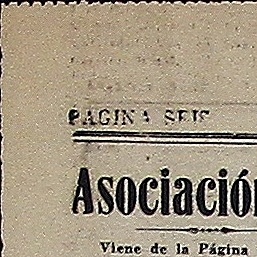 PAGINA SEIS
Asociación
Viene de la Página